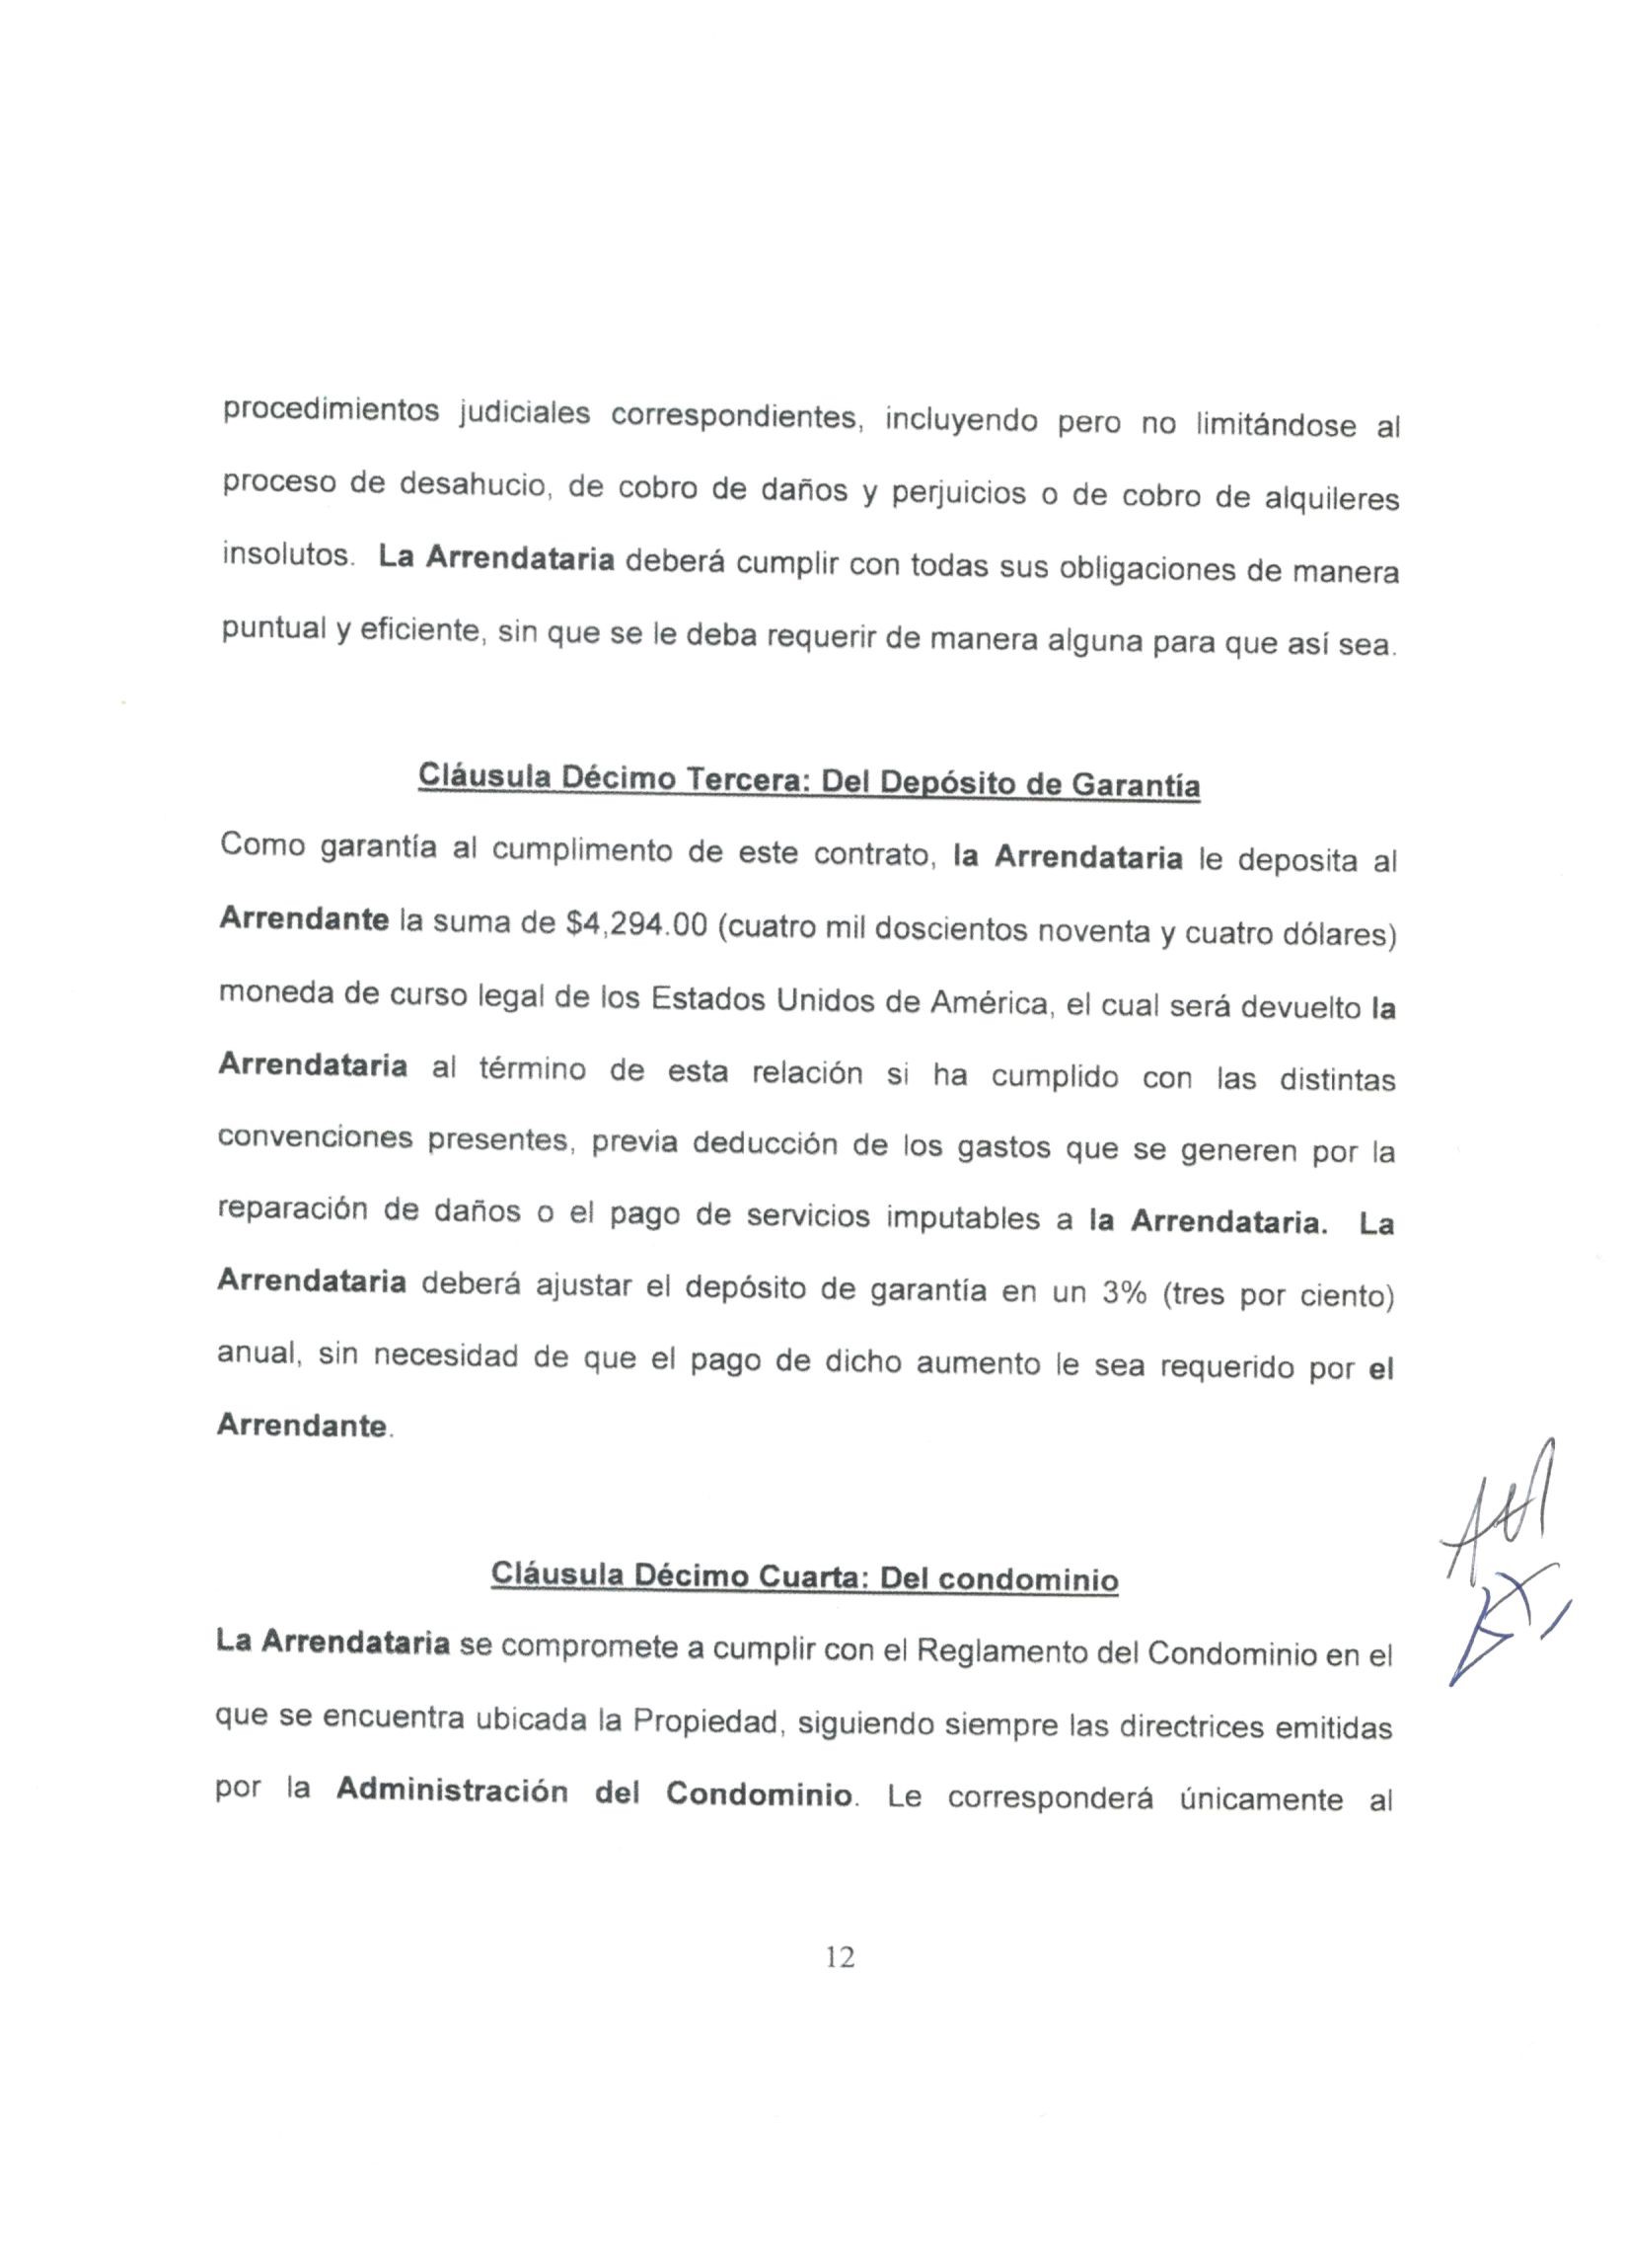 procedimientos judiciales correspondientes, incluyendo pero no limitándose al
proceso de desahucio, de cobro de daños y perjuicios o de cobro de alquileres
insolutos. La Arrendataria deberá cumplir con todas sus obligaciones de manera
puntual y eficiente, sin que se le deba requerir de manera alguna para que así sea.
Cláusula Décimo Tercera: Del Depósito de Garantía
Como garantía al cumplimento de este contrato, la Arrendataria le deposita al
Arrendante la suma de $4,294.00 (cuatro mil doscientos noventa y cuatro dólares)
moneda de curso legal de los Estados Unidos de América, el cual será devuelto la
Arrendataria al término de esta relación si ha cumplido con las distintas
convenciones presentes, previa deducción de los gastos que se generen por la
reparación de daños o el pago de servicios imputables a la Arrendataria. La
Arrendataria deberá ajustar el depósito de garantía en un 3% (tres por ciento)
anual, sin necesidad de que el pago de dicho aumento le sea requerido por el
Arrendante.
Cláusula Décimo Cuarta: Del condominio
La Arrendataria se compromete a cumplir con el Reglamento del Condominio en el
que se encuentra ubicada la Propiedad, siguiendo siempre las directrices emitidas
por la Administración del Condominio. Le corresponderá únicamente al
12